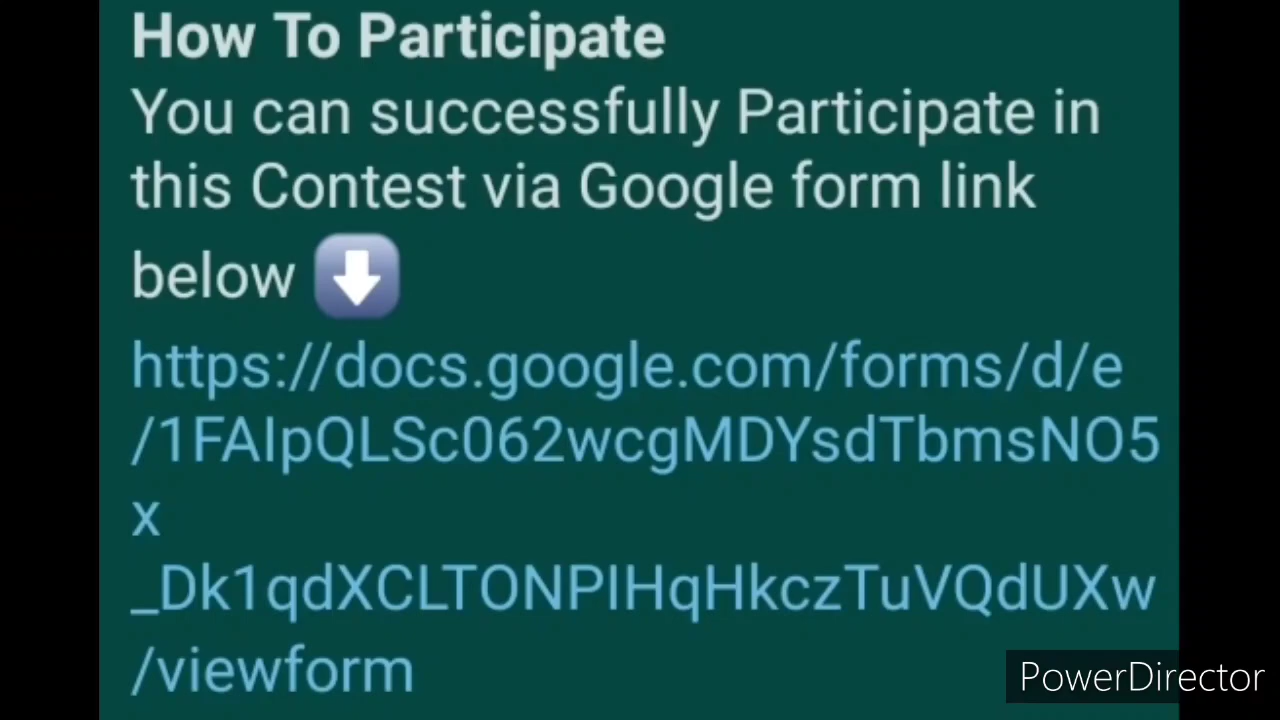 How To Participate
You can successfully Participate in
this Contest via Google form link
below ⬇️
https://docs.google.com/forms/d/e
/1FAIpQLSc062wcgMDYsdTbmsNO5
x
_Dk1qdXCLTONPIHqHkczTuVQdUXw
/viewform
PowerDirector